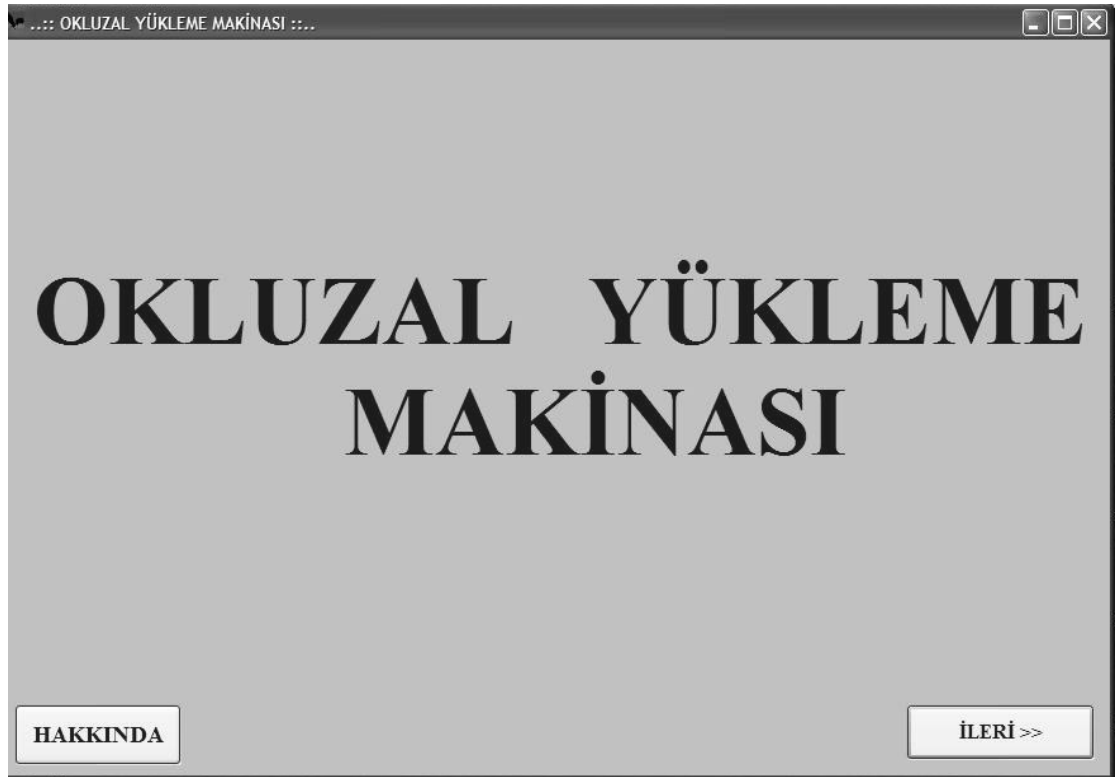 ..:: OKLUZAL YÜKLEME MAKİNASI ::..
OKLUZAL YÜKLEME
MAKİNASI
HAKKINDA
İLERİ >>